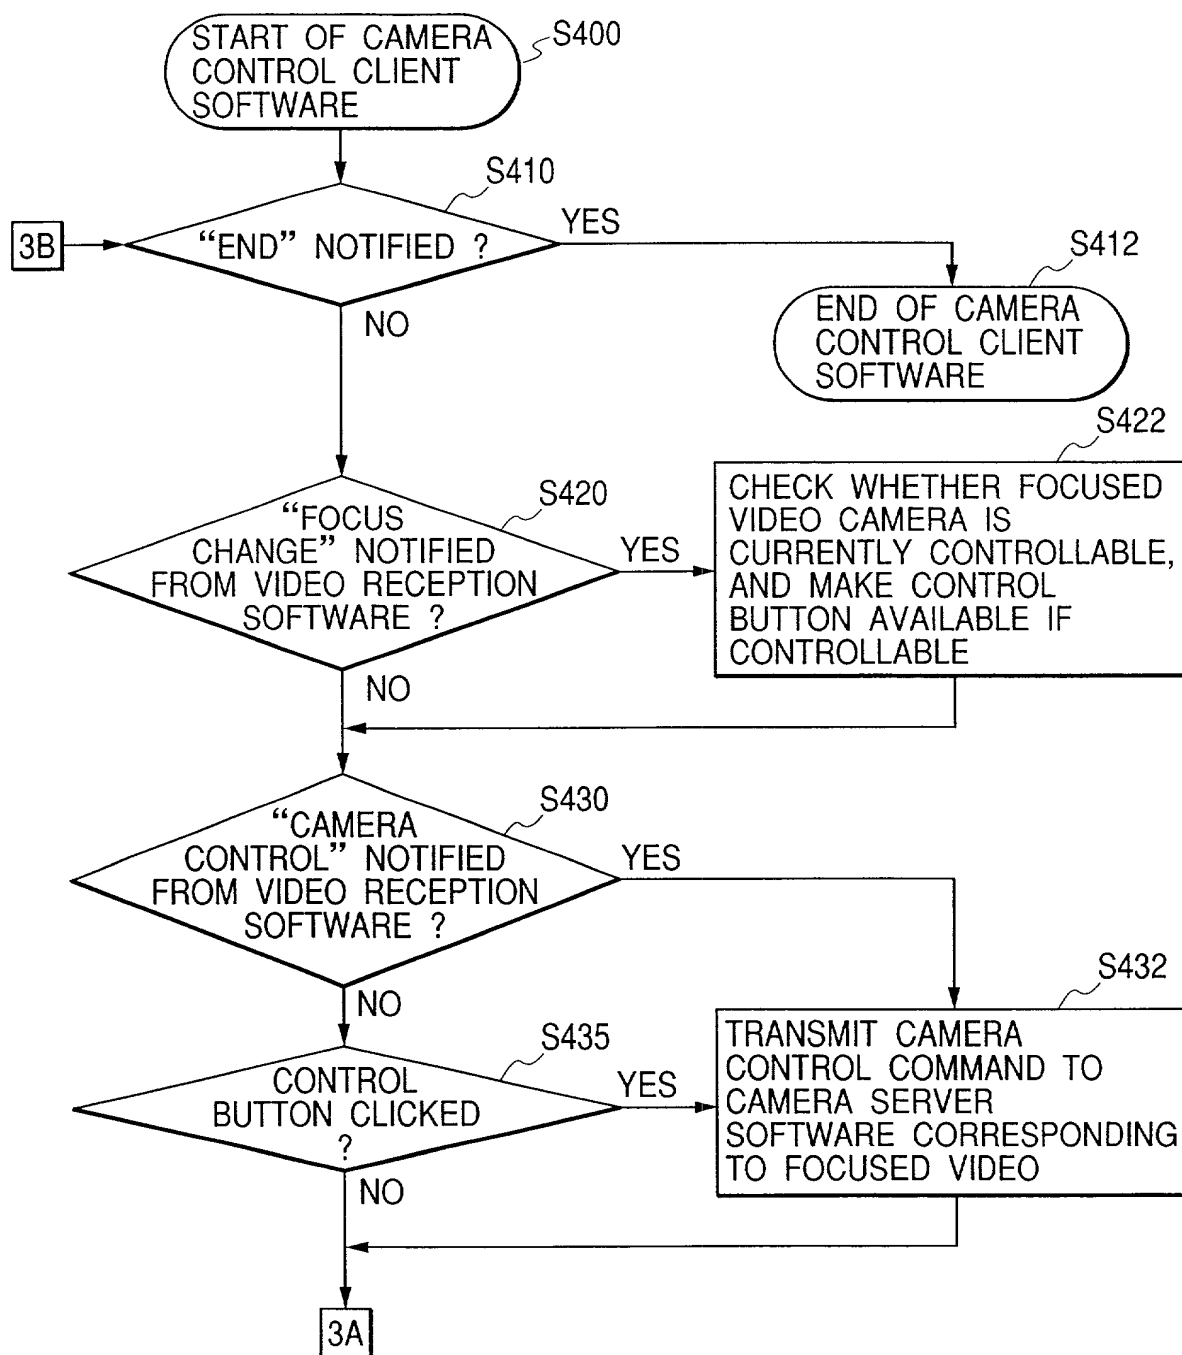 START OF CAMERA
CONTROL CLIENT
SOFTWARE
S400
S410
3B
“END” NOTIFIED ?
YES
NO
S412
END OF CAMERA
CONTROL CLIENT
SOFTWARE
S420
“FOCUS
CHANGE” NOTIFIED
FROM VIDEO RECEPTION
SOFTWARE ?
YES
NO
S422
CHECK WHETHER FOCUSED
VIDEO CAMERA IS
CURRENTLY CONTROLLABLE,
AND MAKE CONTROL
BUTTON AVAILABLE IF
CONTROLLABLE
S430
“CAMERA
CONTROL” NOTIFIED
FROM VIDEO RECEPTION
SOFTWARE ?
YES
NO
S432
TRANSMIT CAMERA
CONTROL COMMAND TO
CAMERA SERVER
SOFTWARE CORRESPONDING
TO FOCUSED VIDEO
S435
CONTROL
BUTTON CLICKED
?
YES
NO
3A